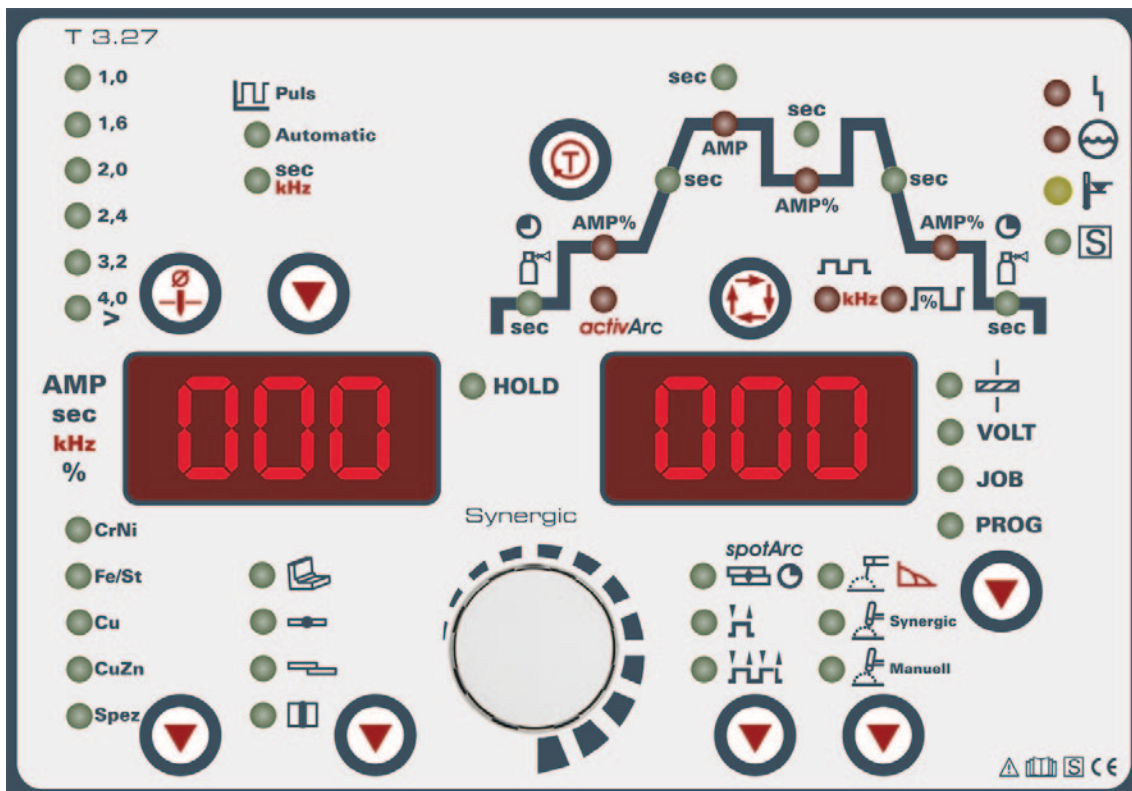 T 3.27
1,0
1,6
2,0
2,4
3,2
4,0
>
Puls
Automatic
sec
kHz
T
sec
AMP
sec
sec
AMP%
sec
AMP%
AMP%
sec
sec
activArc
kHz
%
S
Ø
AMP
sec
kHz
%
000
HOLD
000
VOLT
JOB
PROG
CrNi
Fe/St
Cu
CuZn
Spez
Synergic
spotArc
Synergic
Manuell
S CE